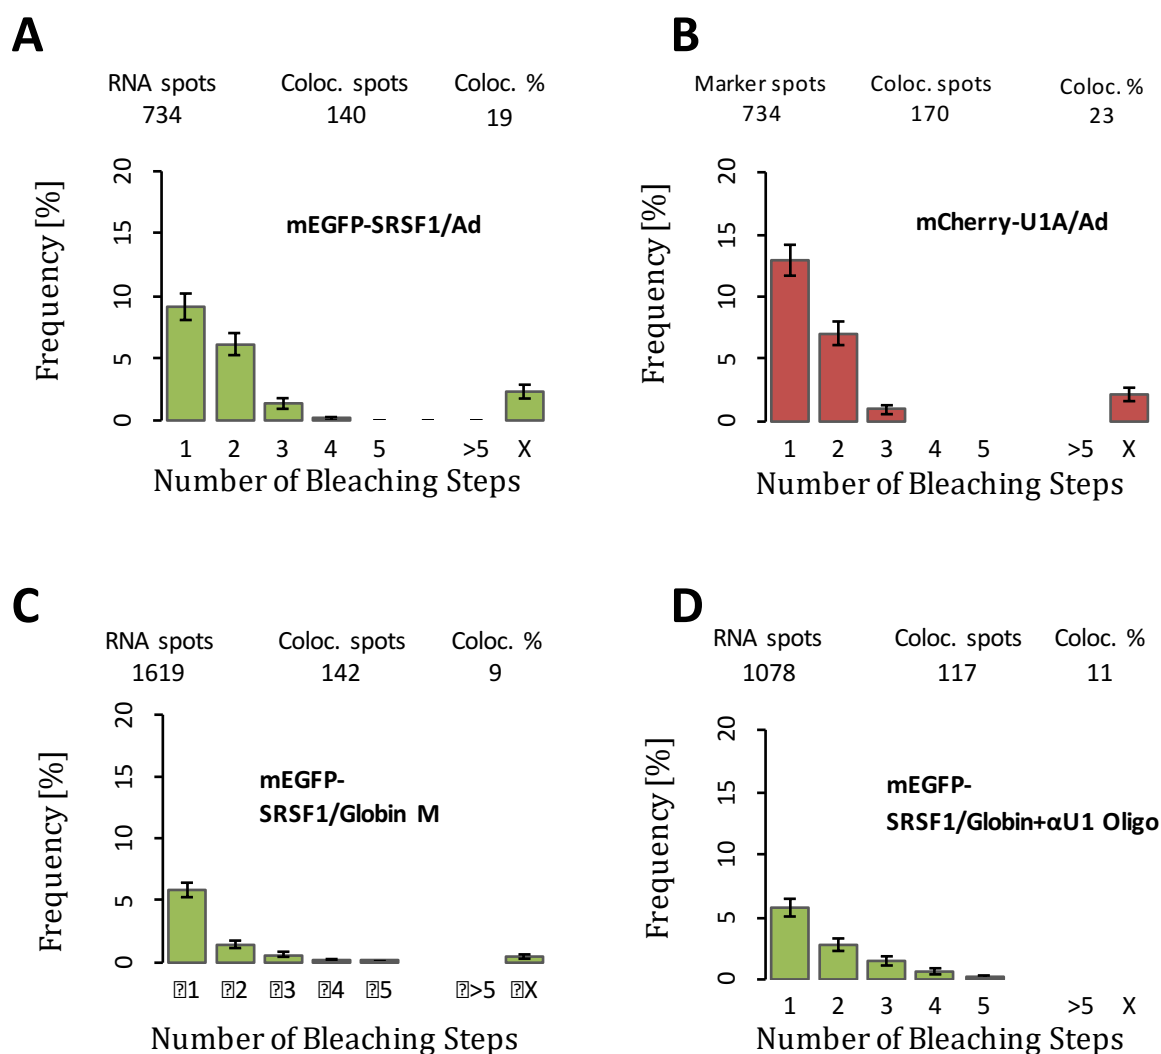 A
RNA spots Coloc. spots Coloc. %
734 140 19
Frequency [%]
20
15
10
5
0
mEGFP-SRSF1/Ad
1 2 3 4 5 >5 X
Number of Bleaching Steps
B
Marker spots Coloc. spots Coloc. %
734 170 23
Frequency [%]
20
15
10
5
0
mCherry-U1A/Ad
1 2 3 4 5 >5 X
Number of Bleaching Steps
C
RNA spots Coloc. spots Coloc. %
1619 142 9
Frequency [%]
20
15
10
5
0
mEGFP-
SRSF1/Globin M
⍰1 ⍰2 ⍰3 ⍰4 ⍰5 ⍰>5 ⍰X
Number of Bleaching Steps
D
RNA spots Coloc. spots Coloc. %
1078 117 11
Frequency [%]
20
15
10
5
0
mEGFP-
SRSF1/Globin+αU1 Oligo
1 2 3 4 5 >5 X
Number of Bleaching Steps